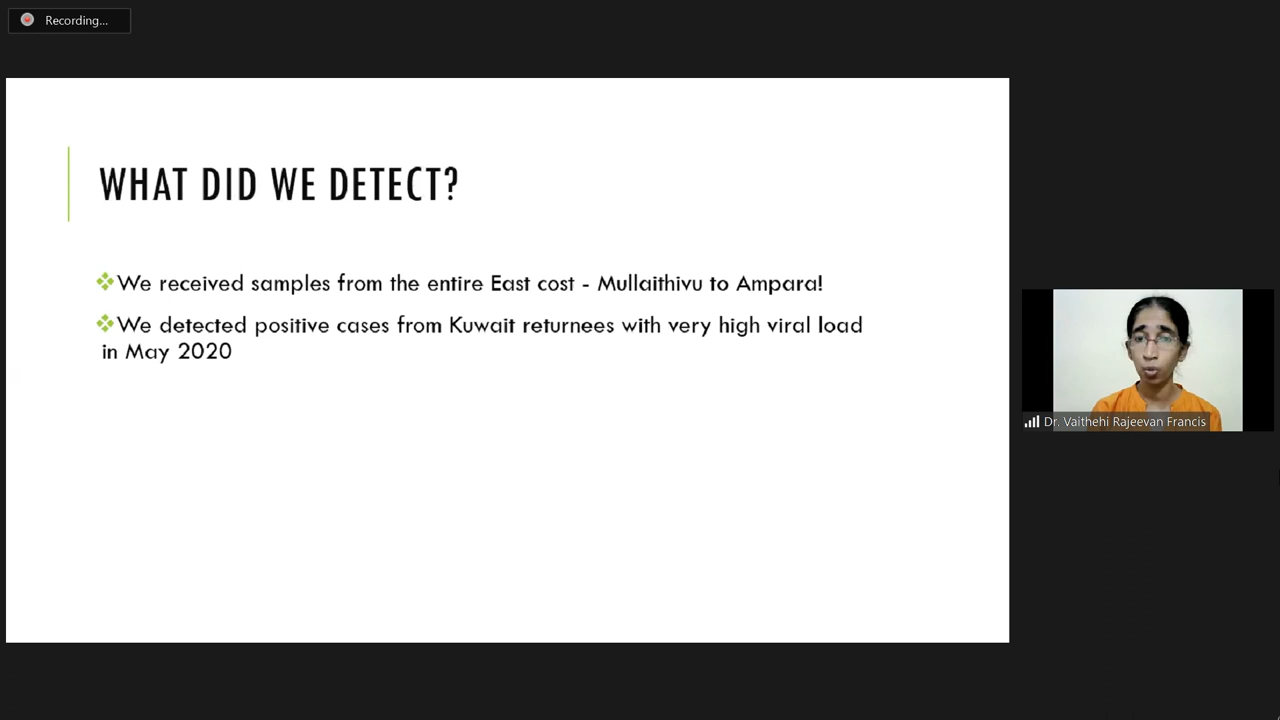 Recording...
WHAT DID WE DETECT?
We received samples from the entire East cost - Mullaithivu to Ampara!
We detected positive cases from Kuwait returnees with very high viral load
in May 2020
Dr. Vaithehi Rajeevan Francis